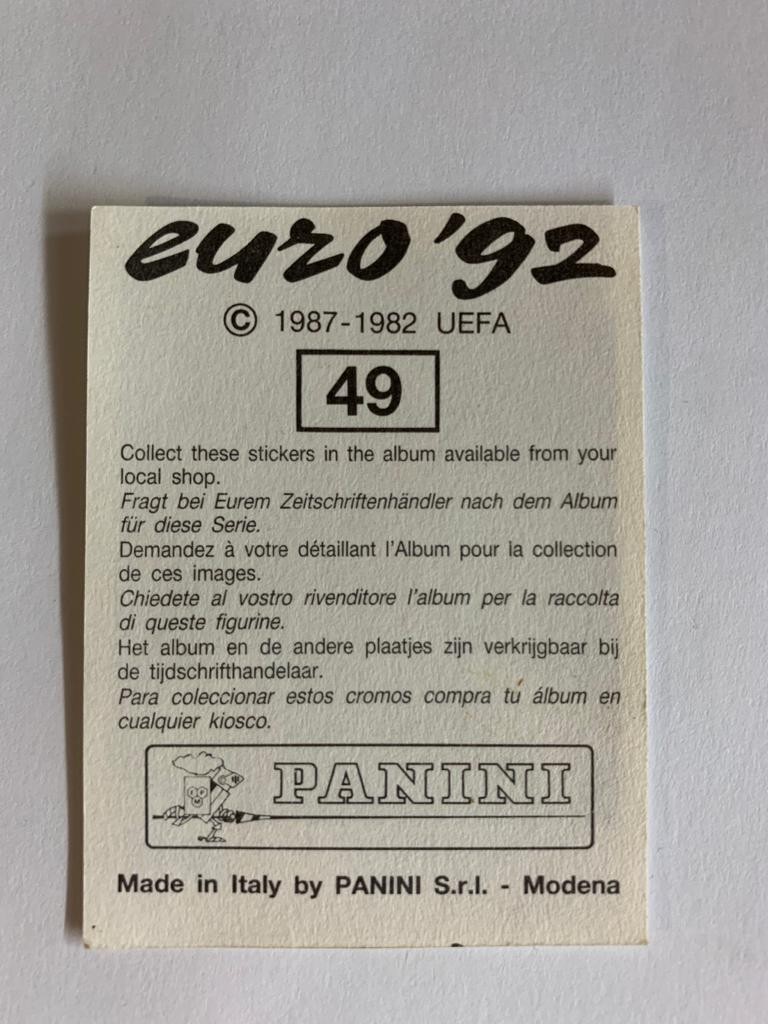 euro '92
© 1987-1982 UEFA
49
Collect these stickers in the album available from your
local shop.
Fragt bei Eurem Zeitschriftenhändler nach dem Album
für diese Serie.
Demandez à votre détaillant l'Album pour la collection
de ces images.
Chiedete al vostro rivenditore l'album per la raccolta
di queste figurine.
Het album en de andere plaatjes zijn verkrijgbaar bij
de tijdschrifthandelaar.
Para coleccionar estos cromos compra tú álbum en
cualquier kiosco.
PANINI
Made in Italy by PANINI S.r.l. - Modena